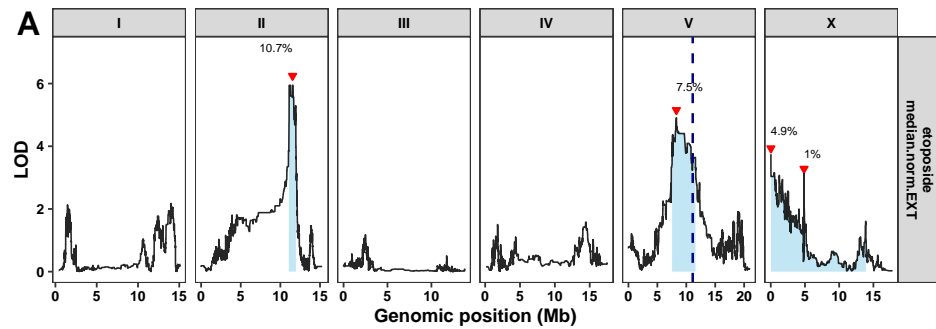 A
I II III IV V X
10.7%
7.5%
4.9%
1%
6
4
2
0
LOD
etoposide
median.norm.EXT
0 5 10 15 0 5 10 15 0 5 10 0 5 10 15 0 5 10 15 20 0 5 10 15
Genomic position (Mb)